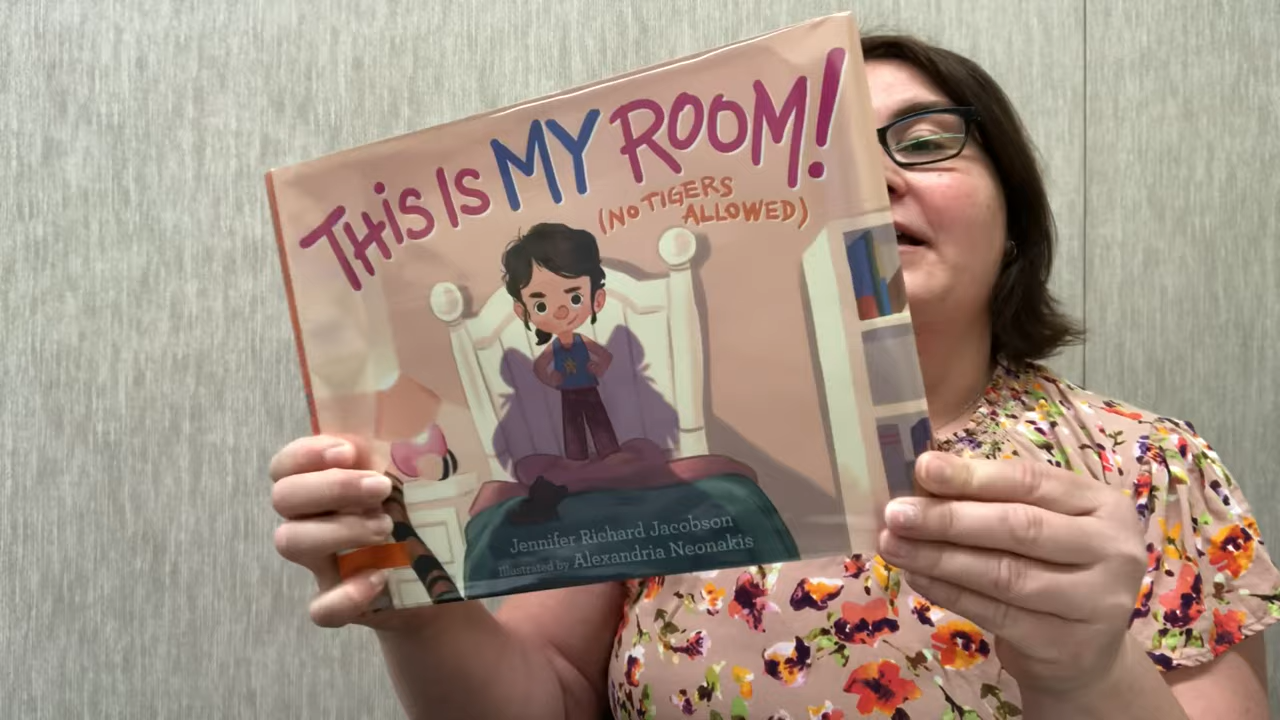 THIS IS MY ROOM!
(NO TIGERS
ALLOWED)
Jennifer Richard Jacobson
Illustrated by Alexandria Neonakis